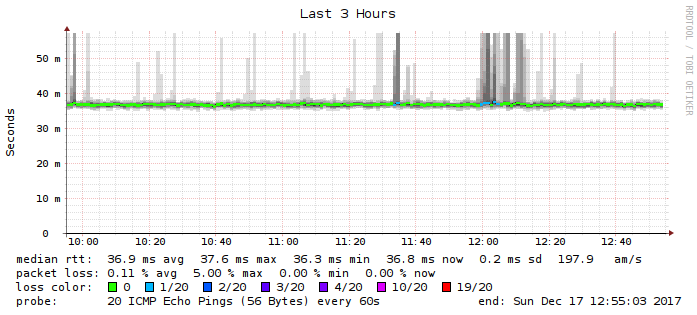 Last 3 Hours
RRDTOOL / TOBI OETIKER
Seconds
50 m
40 m
30 m
20 m
10 m
0
10:00 10:20 10:40 11:00 11:20 11:40 12:00 12:20 12:40
median rtt: 36.9 ms avg 37.6 ms max 36.3 ms min 36.8 ms now 0.2 ms sd 197.9 am/s
packet loss: 0.11 % avg 5.00 % max 0.00 % min 0.00 % now
loss color: 0 1/20 2/20 3/20 4/20 10/20 19/20
probe: 20 ICMP Echo Pings (56 Bytes) every 60s end: Sun Dec 17 12:55:03 2017